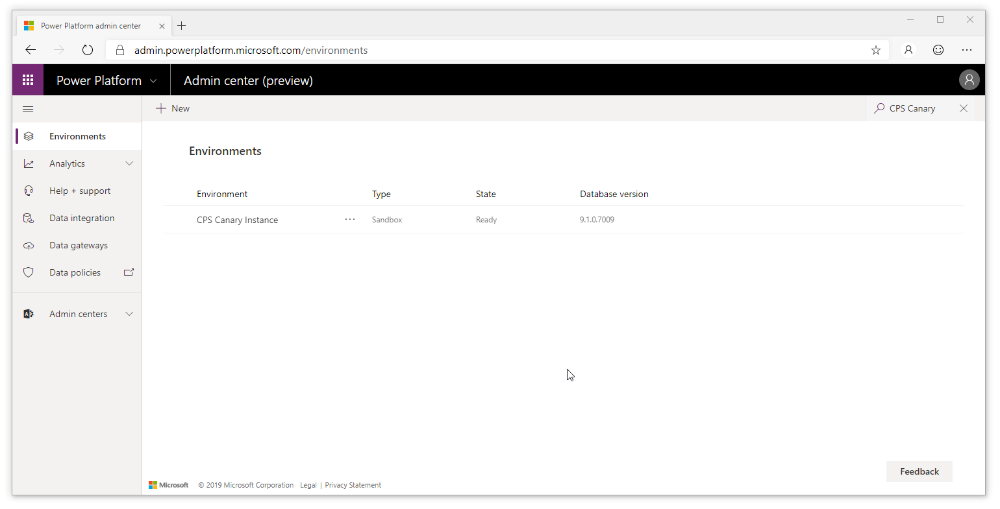 Power Platform admin center
admin.powerplatform.microsoft.com/environments
Power Platform
Admin center (preview)
New
CPS Canary
Environments
Analytics
Help + support
Data integration
Data gateways
Data policies
Admin centers
Environments
Environment Type State Database version
CPS Canary Instance ··· Sandbox Ready 9.1.0.7009
Feedback
Microsoft © 2019 Microsoft Corporation Legal | Privacy Statement